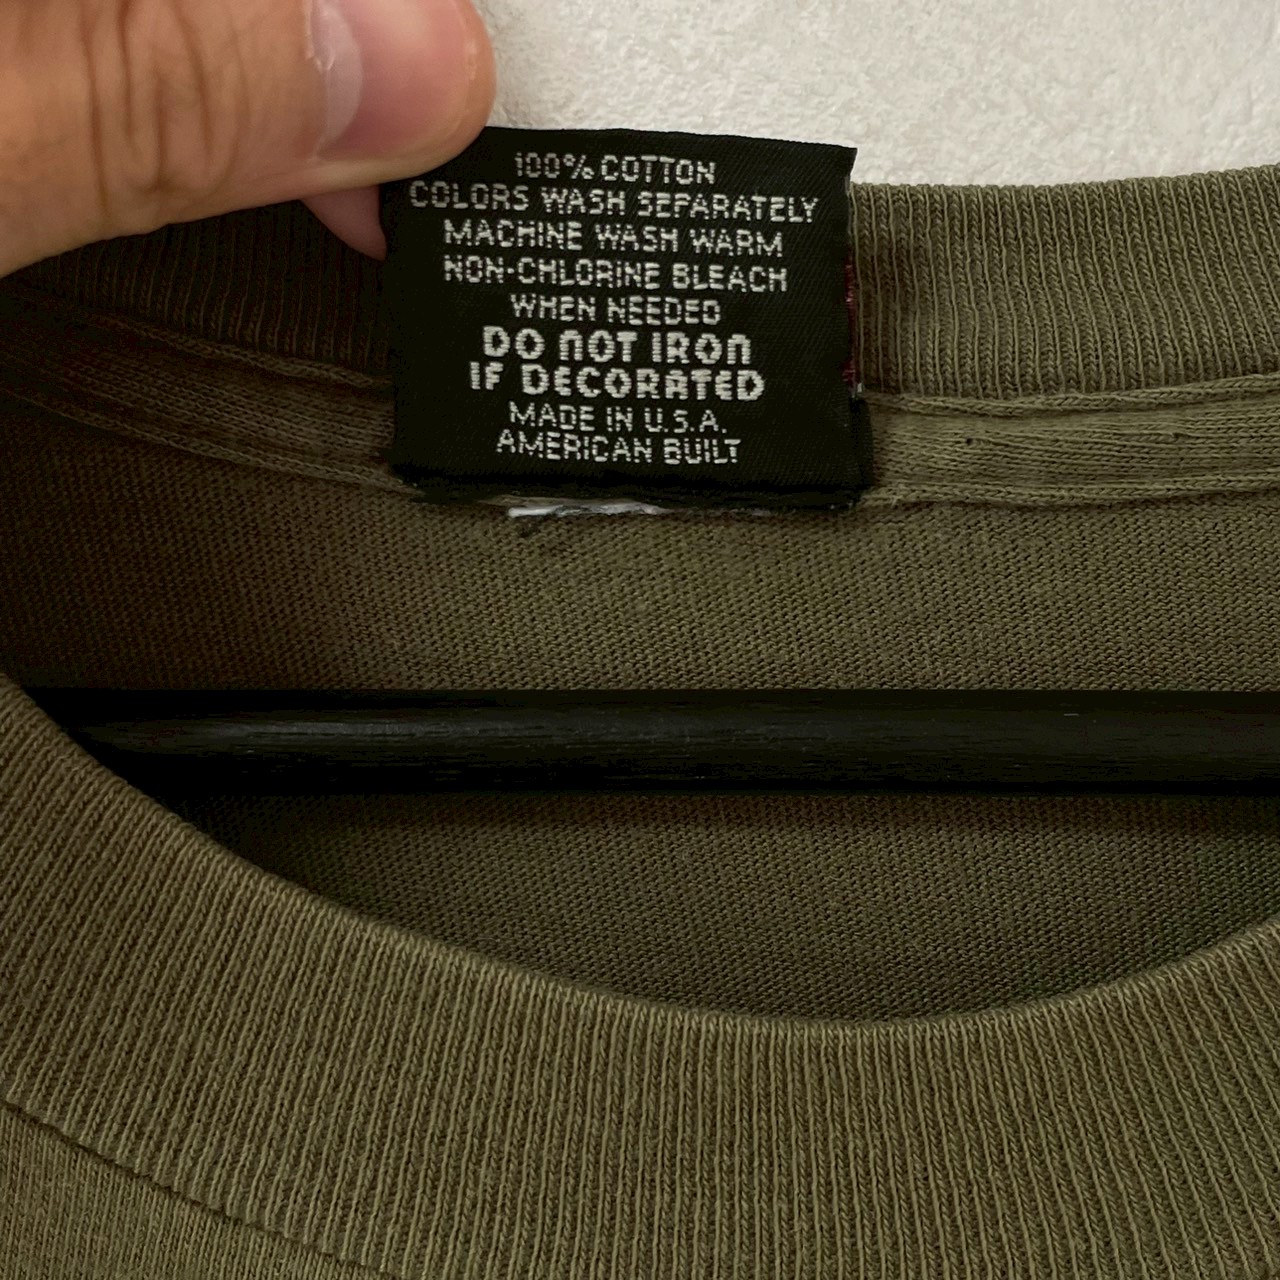 100% COTTON
COLORS WASH SEPARATELY
MACHINE WASH WARM
NON-CHLORINE BLEACH
WHEN NEEDED
DO NOT IRON
IF DECORATED
MADE IN U.S.A.
AMERICAN BUILT